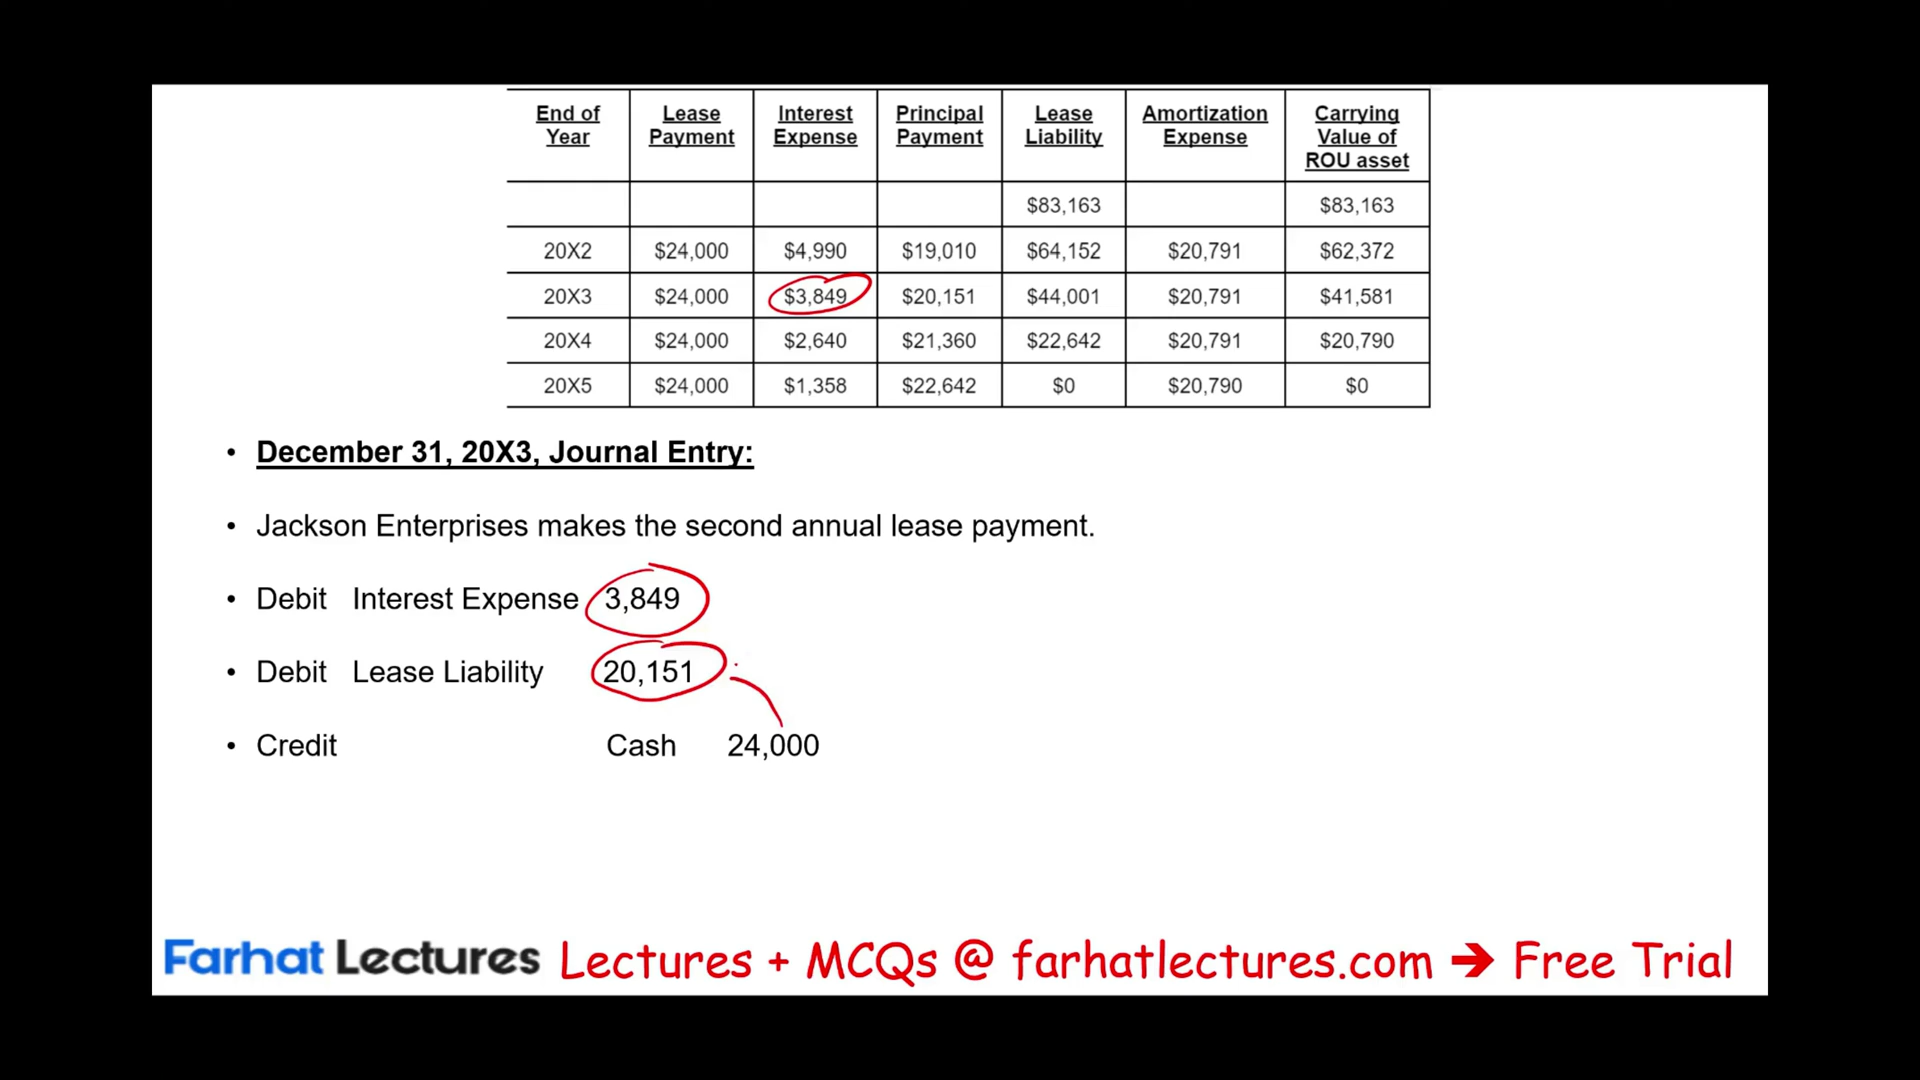 End of Year | Lease Payment | Interest Expense | Principal Payment | Lease Liability | Amortization Expense | Carrying Value of ROU asset
$83,163 | $83,163
20X2 | $24,000 | $4,990 | $19,010 | $64,152 | $20,791 | $62,372
20X3 | $24,000 | $3,849 | $20,151 | $44,001 | $20,791 | $41,581
20X4 | $24,000 | $2,640 | $21,360 | $22,642 | $20,791 | $20,790
20X5 | $24,000 | $1,358 | $22,642 | $0 | $20,790 | $0
• December 31, 20X3, Journal Entry:
• Jackson Enterprises makes the second annual lease payment.
• Debit Interest Expense 3,849
• Debit Lease Liability 20,151
• Credit Cash 24,000
Farhat Lectures Lectures + MCQs @ farhatlectures.com ➔ Free Trial